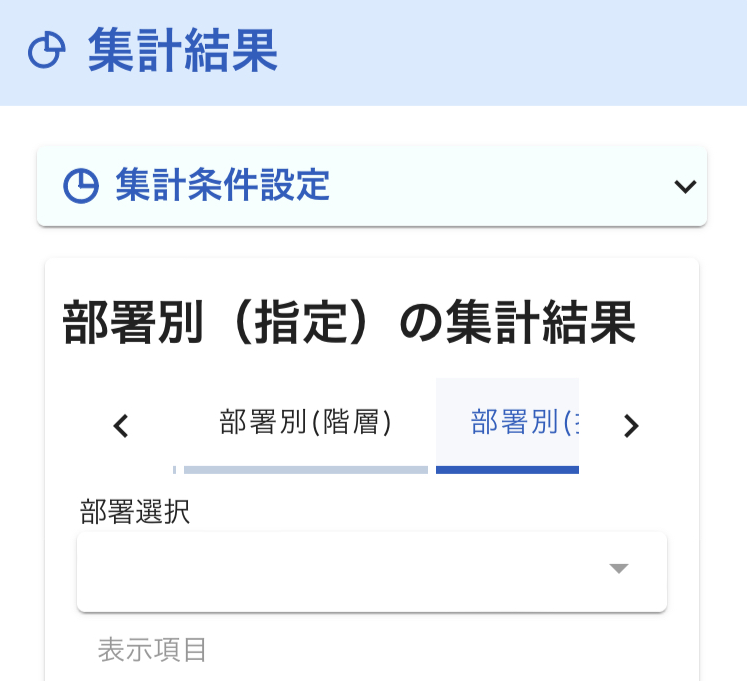 集計結果
集計条件設定
部署別（指定）の集計結果
部署別(階層) 部署別(
部署選択
表示項目